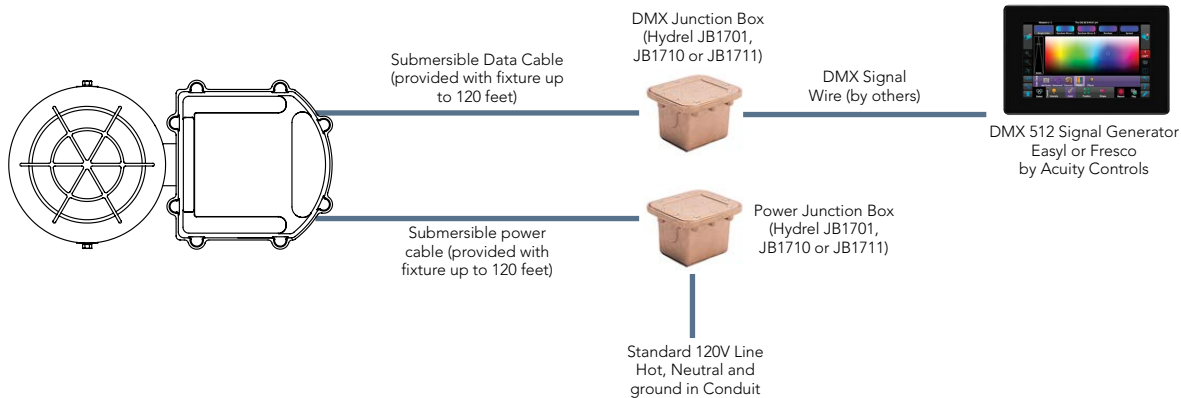 DMX Junction Box
(Hydrel JB1701,
JB1710 or JB1711)
Submersible Data Cable
(provided with fixture up
to 120 feet)
DMX Signal
Wire (by others)
DMX 512 Signal Generator
Easyl or Fresco
by Acuity Controls
Submersible power
cable (provided with
fixture up to 120 feet)
Power Junction Box
(Hydrel JB1701,
JB1710 or JB1711)
Standard 120V Line
Hot, Neutral and
ground in Conduit